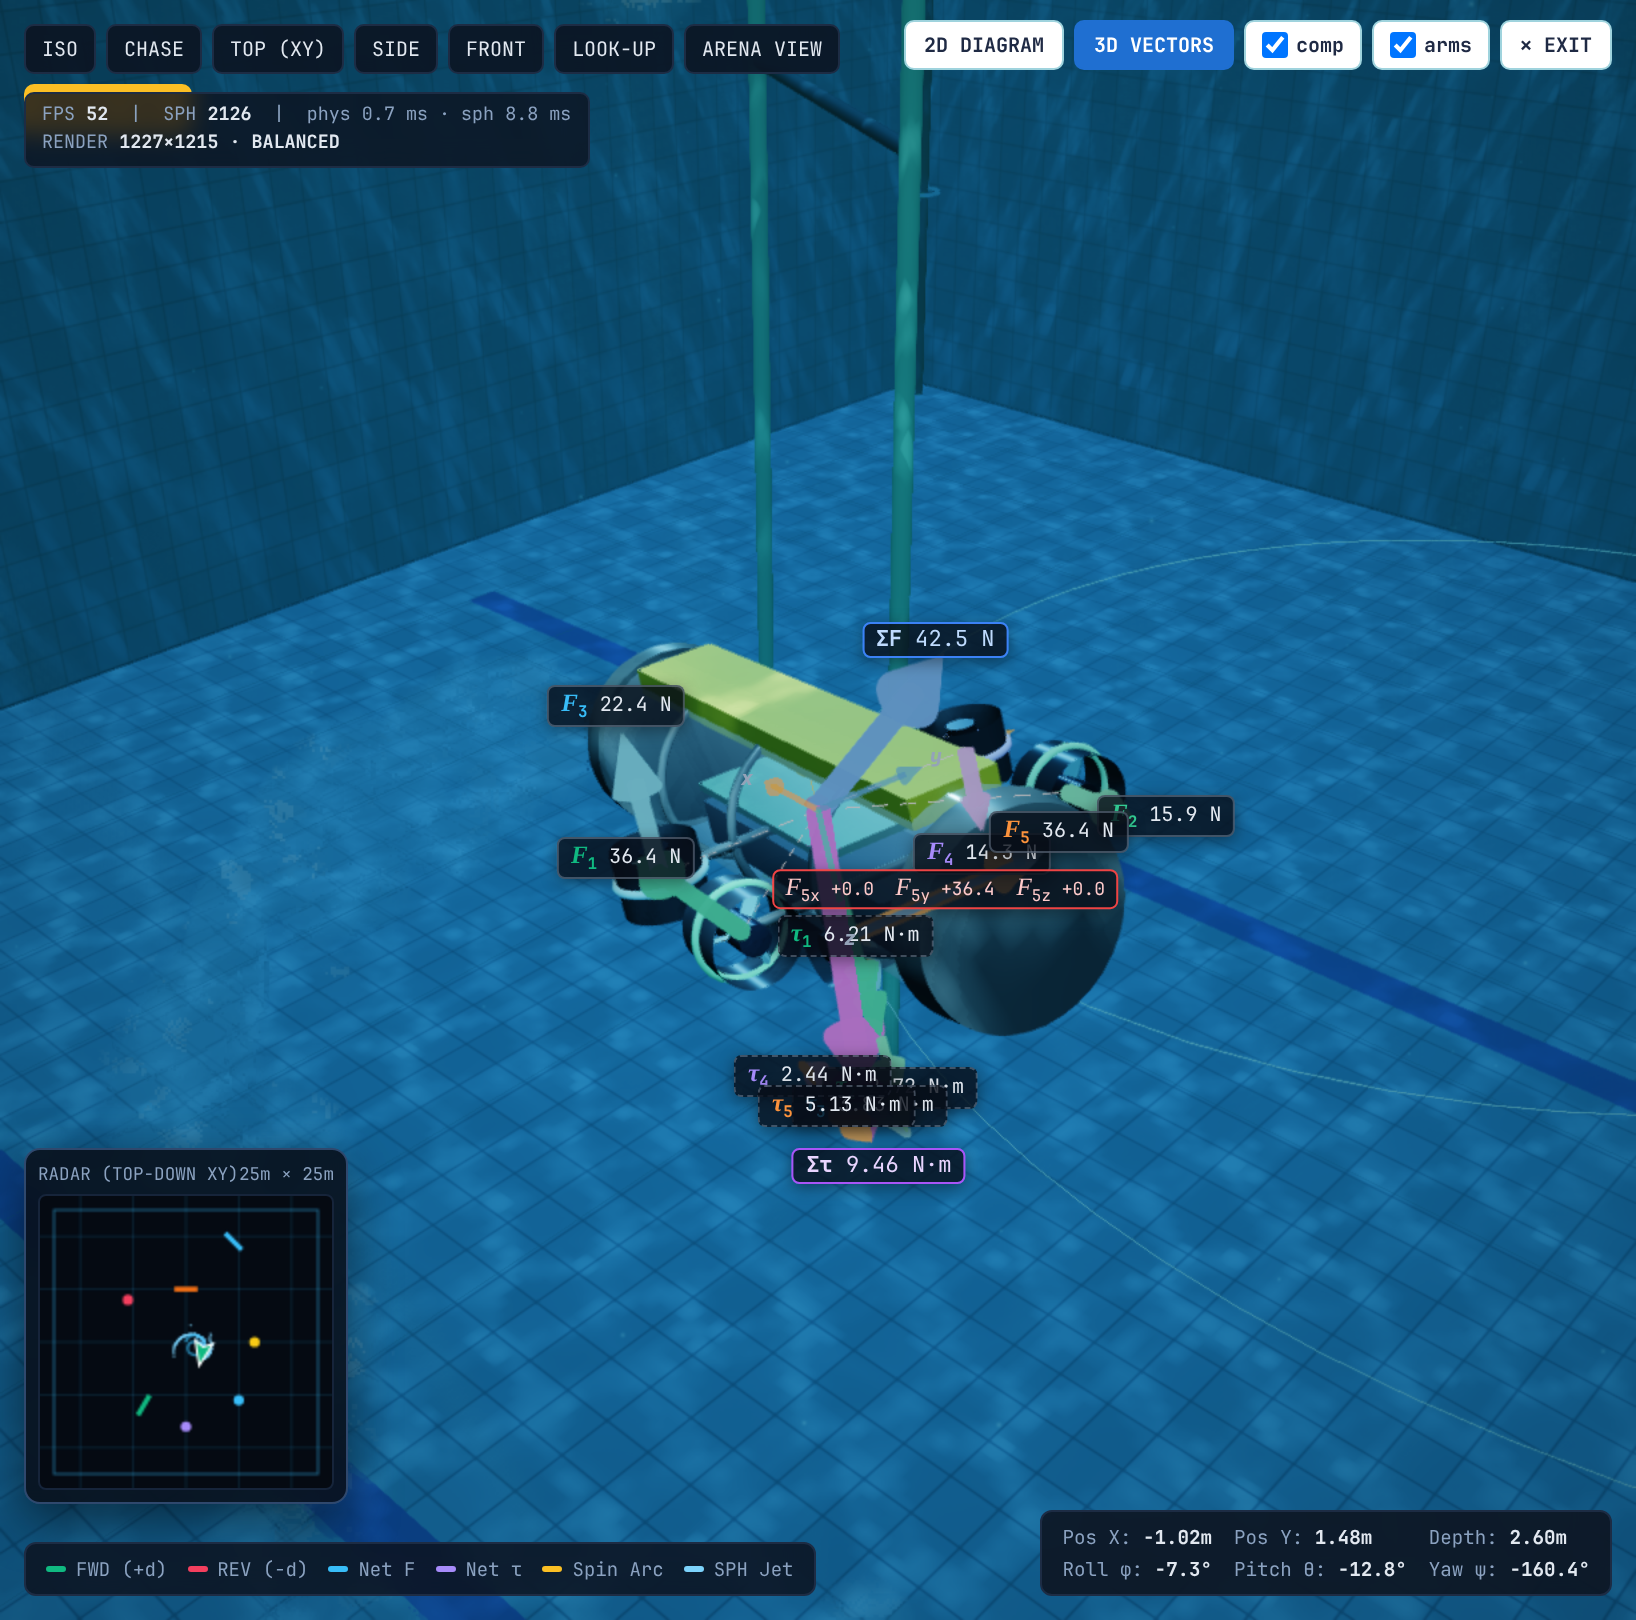 ISO CHASE TOP (XY) SIDE FRONT LOOK-UP ARENA VIEW
2D DIAGRAM 3D VECTORS comp arms × EXIT
FPS 52 | SPH 2126 | phys 0.7 ms · sph 8.8 ms
RENDER 1227×1215 · BALANCED
ΣF 42.5 N
F3 22.4 N
x
y
F2 15.9 N
F5 36.4 N
F1 36.4 N
F4 14.3 N
F5x +0.0 F5y +36.4 F5z +0.0
τ1 6.21 N·m
z
τ4 2.44 N·m
72 N·m
τ5 5.13 N·m
Στ 9.46 N·m
RADAR (TOP-DOWN XY) 25m × 25m
FWD (+d) REV (-d) Net F Net τ Spin Arc SPH Jet
Pos X: -1.02m Pos Y: 1.48m Depth: 2.60m
Roll φ: -7.3° Pitch θ: -12.8° Yaw ψ: -160.4°